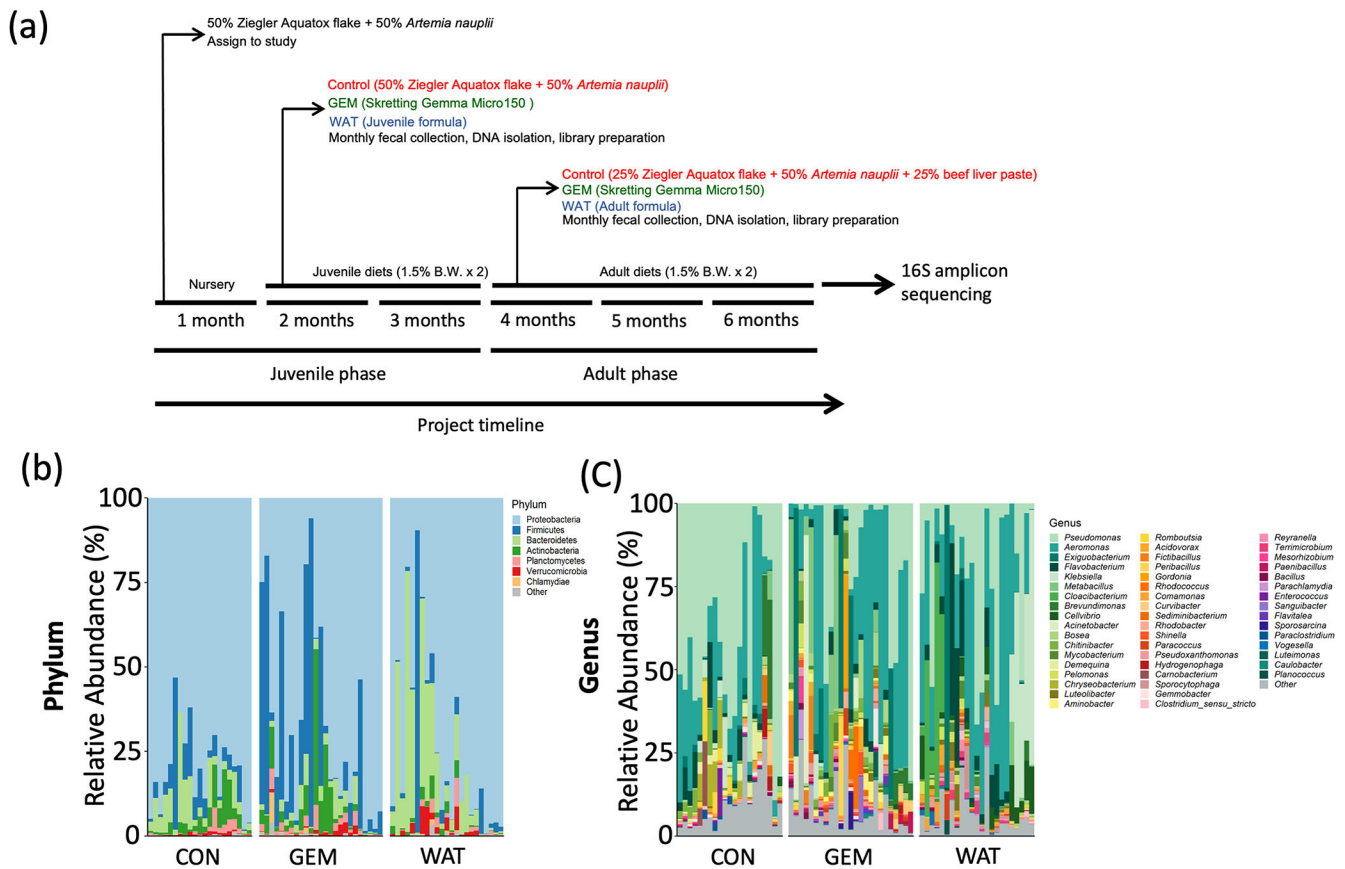 (a)
50% Ziegler Aquatox flake + 50% Artemia nauplii
Assign to study
Control (50% Ziegler Aquatox flake + 50% Artemia nauplii)
GEM (Skretting Gemma Micro150 )
WAT (Juvenile formula)
Monthly fecal collection, DNA isolation, library preparation
Control (25% Ziegler Aquatox flake + 50% Artemia nauplii + 25% beef liver paste)
GEM (Skretting Gemma Micro150)
WAT (Adult formula)
Monthly fecal collection, DNA isolation, library preparation
Nursery
Juvenile diets (1.5% B.W. x 2)
Adult diets (1.5% B.W. x 2)
16S amplicon
sequencing
1 month
2 months
3 months
4 months
5 months
6 months
Juvenile phase
Adult phase
Project timeline
(b)
Phylum
Relative Abundance (%)
100
75
50
25
0
CON
GEM
WAT
Phylum
Proteobacteria
Firmicutes
Bacteroidetes
Actinobacteria
Planctomycetes
Verrucomicrobia
Chlamydiae
Other
(C)
Genus
Relative Abundance (%)
100
75
50
25
0
CON
GEM
WAT
Genus
Pseudomonas
Aeromonas
Exiguobacterium
Flavobacterium
Klebsiella
Metabacillus
Cloacibacterium
Brevundimonas
Cellvibrio
Acinetobacter
Bosea
Chitinibacter
Mycobacterium
Demequina
Pelomonas
Chryseobacterium
Luteolibacter
Aminobacter
Romboutsia
Acidovorax
Fictibacillus
Peribacillus
Gordonia
Rhodococcus
Comamonas
Curvibacter
Sediminibacterium
Rhodobacter
Shinella
Paracoccus
Pseudoxanthomonas
Hydrogenophaga
Carnobacterium
Sporocytophaga
Gemmobacter
Clostridium_sensu_stricto
Reyranella
Terrimicrobium
Mesorhizobium
Paenibacillus
Bacillus
Parachlamydia
Enterococcus
Sanguibacter
Flavitalea
Sporosarcina
Paraclostridium
Vogesella
Luteimonas
Caulobacter
Planococcus
Other